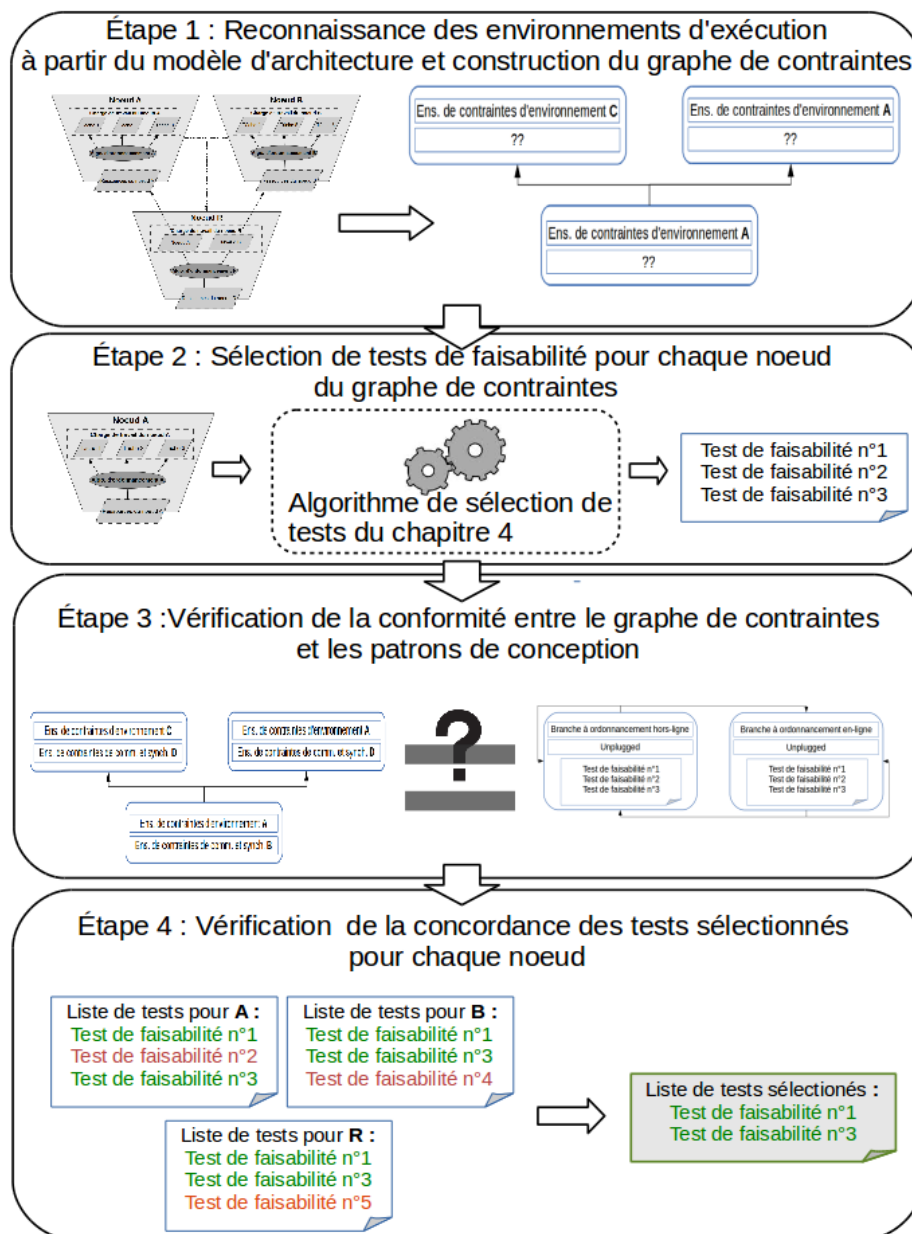 Étape 1 : Reconnaissance des environnements d'exécution
à partir du modèle d'architecture et construction du graphe de contraintes
Noeud A
Noeud B
Noeud R
Ens. de contraintes d'environnement C
??
Ens. de contraintes d'environnement A
??
Ens. de contraintes d'environnement A
??
Étape 2 : Sélection de tests de faisabilité pour chaque noeud
du graphe de contraintes
Noeud A
Algorithme de sélection de
tests du chapitre 4
Test de faisabilité n°1
Test de faisabilité n°2
Test de faisabilité n°3
Étape 3 :Vérification de la conformité entre le graphe de contraintes
et les patrons de conception
Ens. de contraintes d'environnement C
Ens. de contraintes de comm. et synch. D
Ens. de contraintes d'environnement A
Ens. de contraintes de commu. et synch. D
Ens. de contraintes d'environnement A
Ens. de contraintes de comm. et synch. B
?
Branche à ordonnancement hors-ligne
Unplugged
Test de faisabilité n°1
Test de faisabilité n°2
Test de faisabilité n°3
Branche à ordonnancement en-ligne
Unplugged
Test de faisabilité n°1
Test de faisabilité n°2
Test de faisabilité n°3
Étape 4 : Vérification de la concordance des tests sélectionnés
pour chaque noeud
Liste de tests pour A :
Test de faisabilité n°1
Test de faisabilité n°2
Test de faisabilité n°3
Liste de tests pour B :
Test de faisabilité n°1
Test de faisabilité n°3
Test de faisabilité n°4
Liste de tests pour R :
Test de faisabilité n°1
Test de faisabilité n°3
Test de faisabilité n°5
Liste de tests sélectionés :
Test de faisabilité n°1
Test de faisabilité n°3